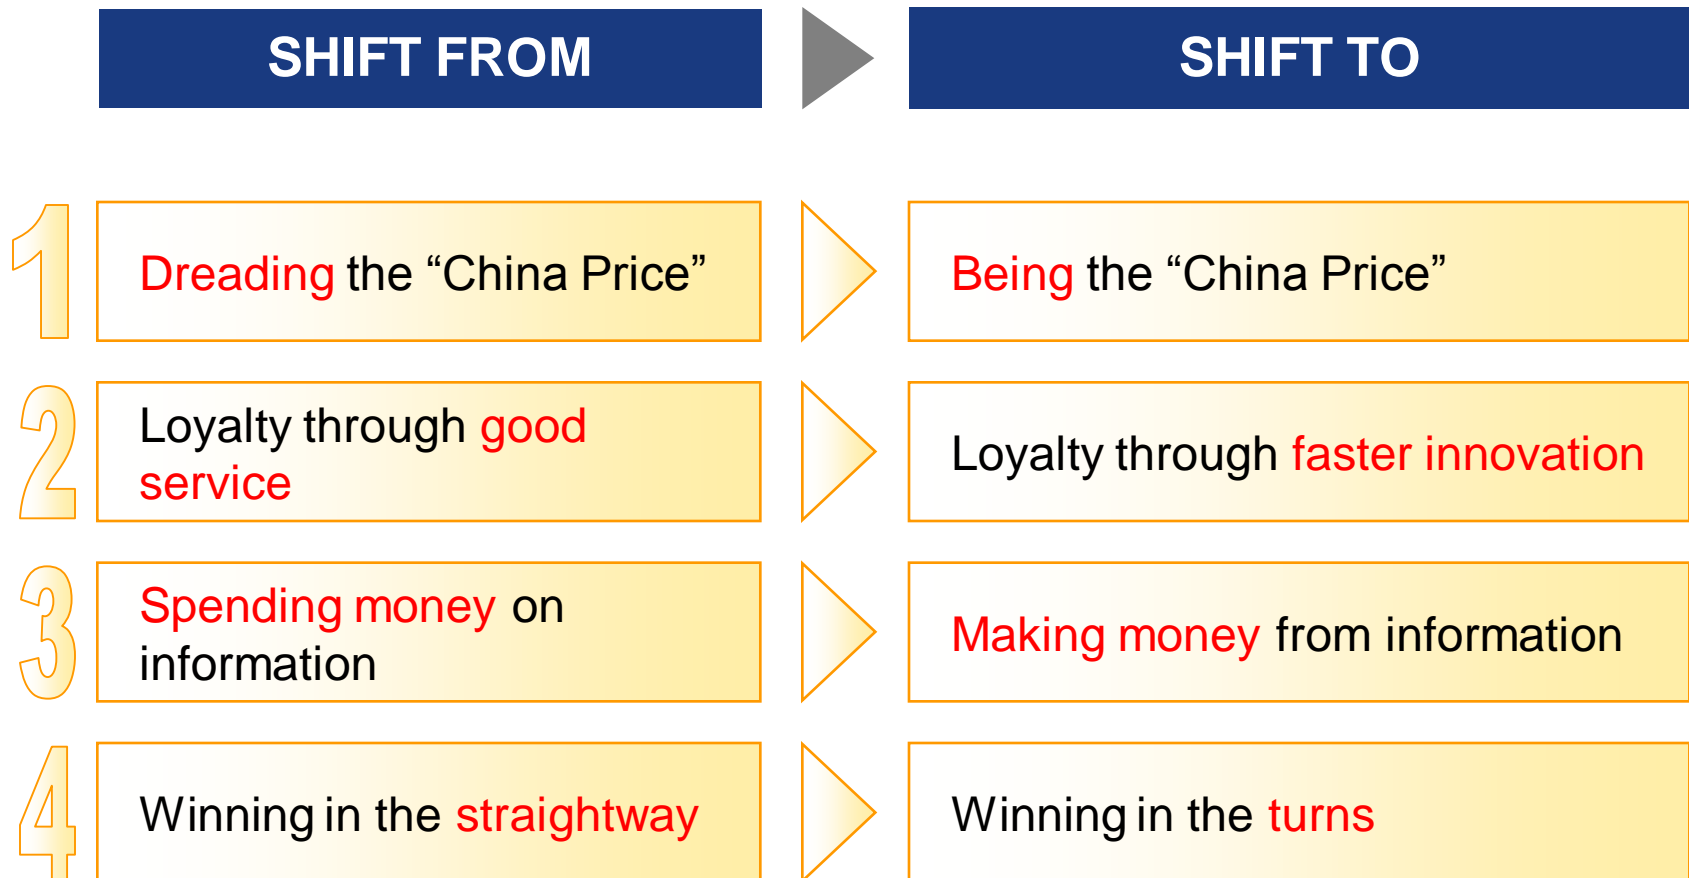 SHIFT FROM
SHIFT TO
1
Dreading the “China Price”
Being the “China Price”
2
Loyalty through good
service
Loyalty through faster innovation
3
Spending money on
information
Making money from information
4
Winning in the straightway
Winning in the turns